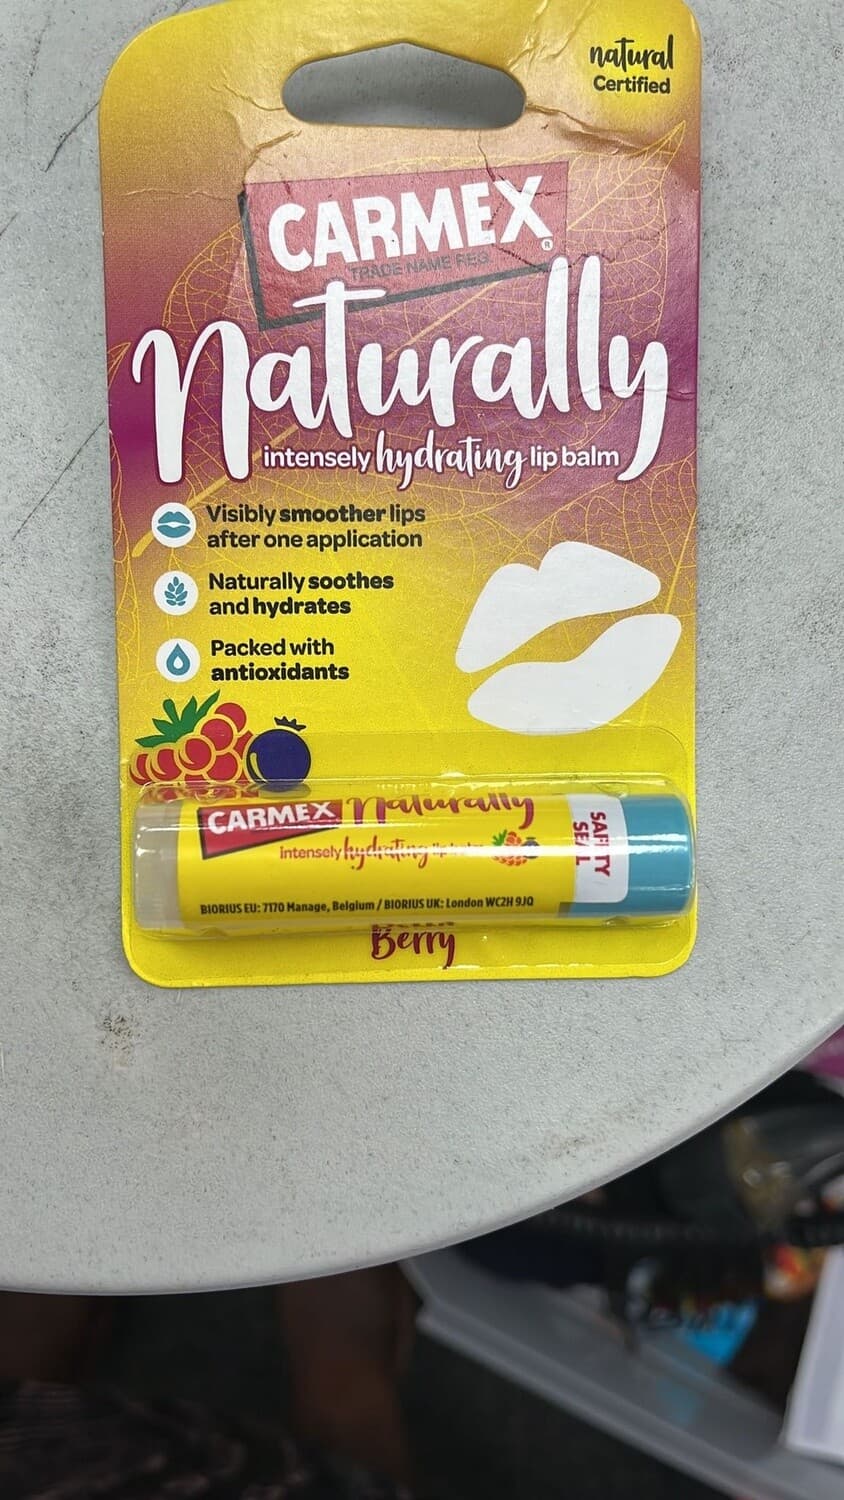 natural
Certified
CARMEX®
TRADE NAME REG.
Naturally
intensely hydrating lip balm
Visibly smoother lips
after one application
Naturally soothes
and hydrates
Packed with
antioxidants
CARMEX Naturally
intensely hydrating
SAFETY
SEAL
BIORIUS EU: 7170 Manage, Belgium / BIORIUS UK: London WC2H 9JQ
Berry